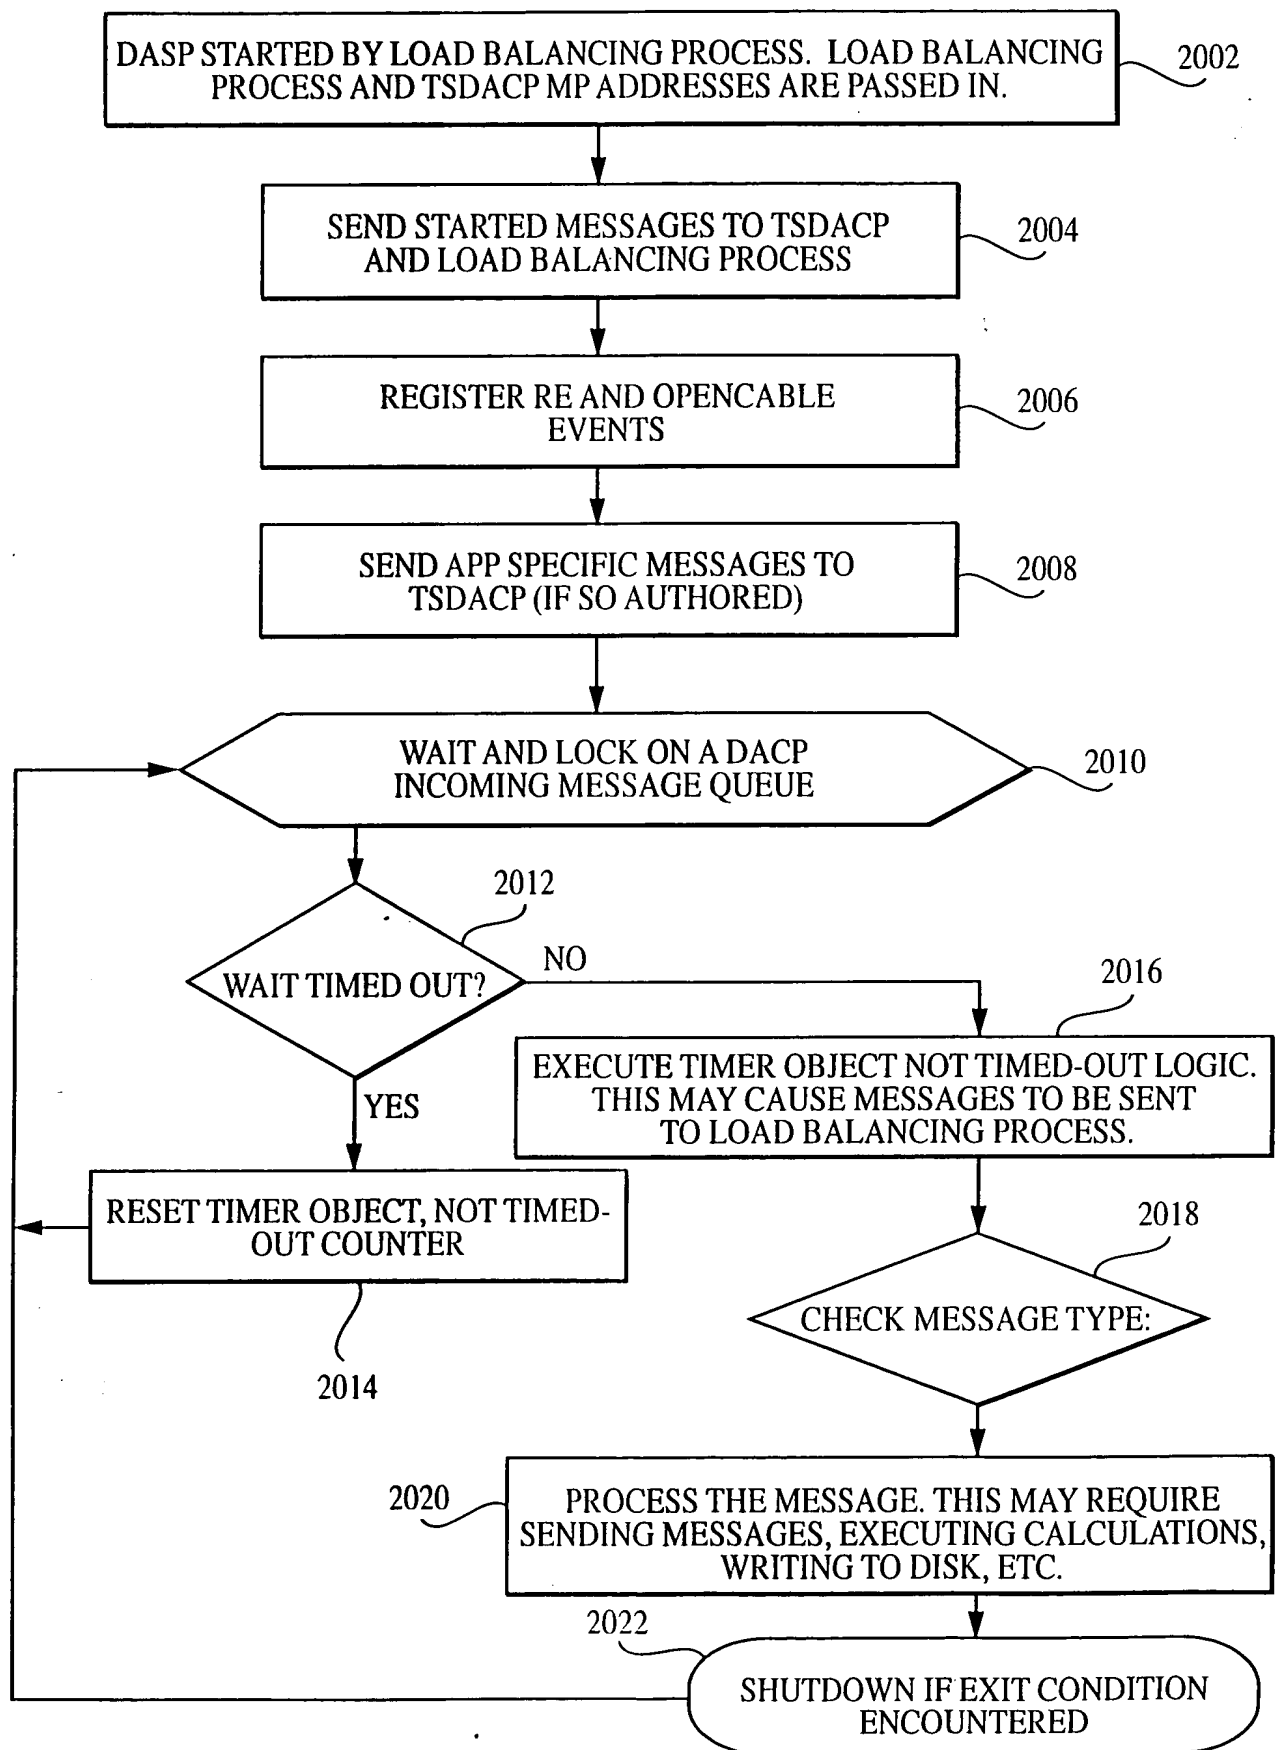 DASP STARTED BY LOAD BALANCING PROCESS. LOAD BALANCING
PROCESS AND TSDACP MP ADDRESSES ARE PASSED IN.
2002
SEND STARTED MESSAGES TO TSDACP
AND LOAD BALANCING PROCESS
2004
REGISTER RE AND OPENCABLE
EVENTS
2006
SEND APP SPECIFIC MESSAGES TO
TSDACP (IF SO AUTHORED)
2008
WAIT AND LOCK ON A DACP
INCOMING MESSAGE QUEUE
2010
2012
WAIT TIMED OUT?
NO
YES
2016
EXECUTE TIMER OBJECT NOT TIMED-OUT LOGIC.
THIS MAY CAUSE MESSAGES TO BE SENT
TO LOAD BALANCING PROCESS.
RESET TIMER OBJECT, NOT TIMED-
OUT COUNTER
2014
2018
CHECK MESSAGE TYPE:
2020
PROCESS THE MESSAGE. THIS MAY REQUIRE
SENDING MESSAGES, EXECUTING CALCULATIONS,
WRITING TO DISK, ETC.
2022
SHUTDOWN IF EXIT CONDITION
ENCOUNTERED